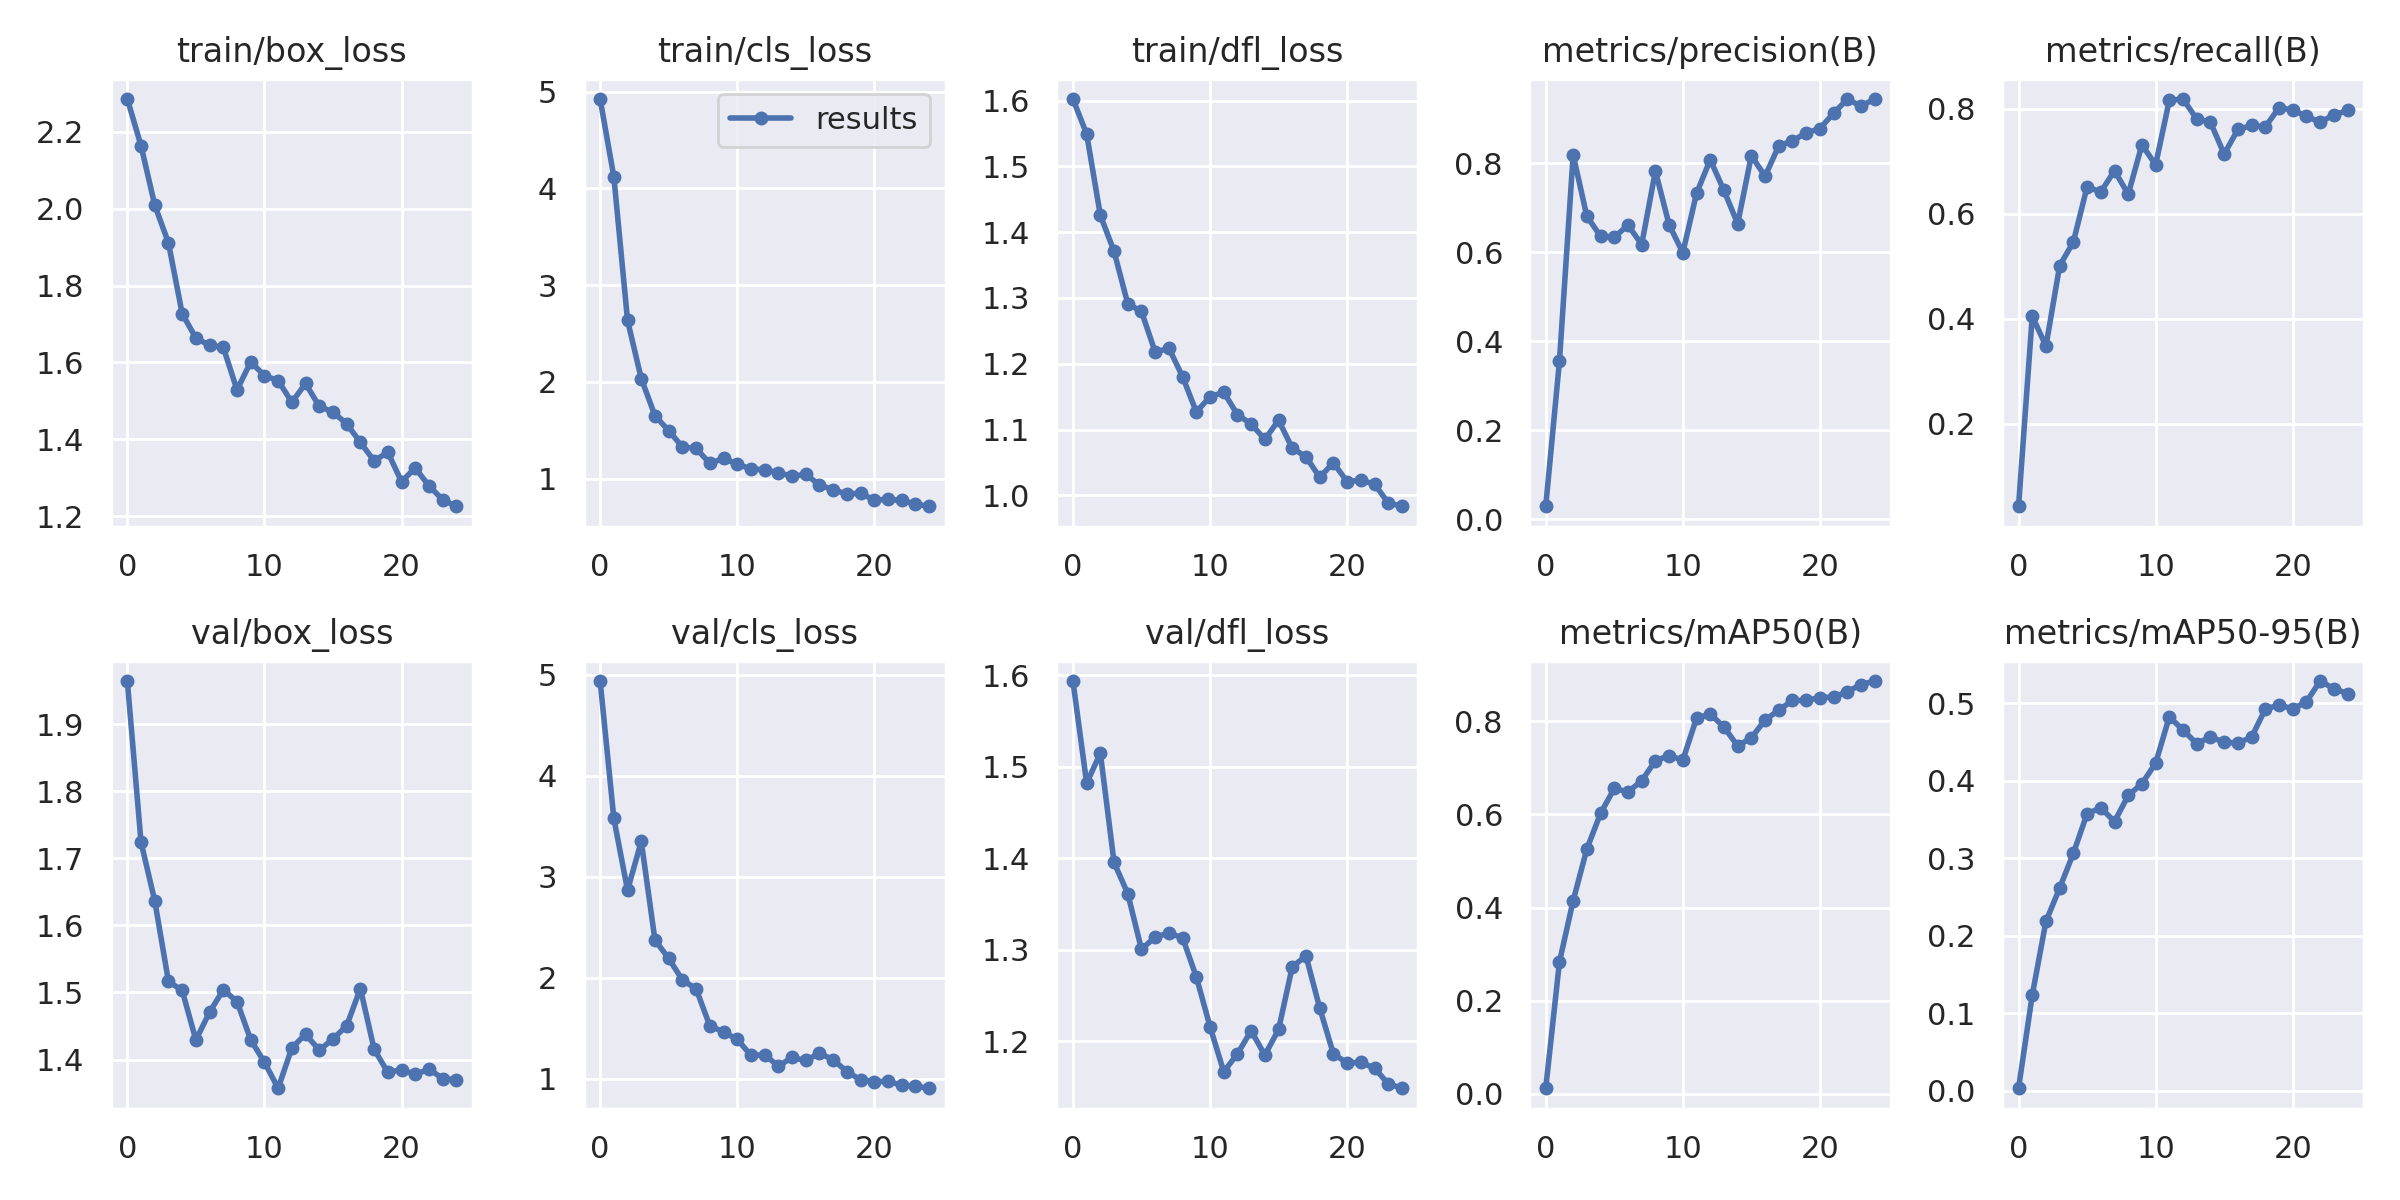 train/box_loss
2.2
2.0
1.8
1.6
1.4
1.2
0 10 20
train/cls_loss
results
5
4
3
2
1
0 10 20
train/dfl_loss
1.6
1.5
1.4
1.3
1.2
1.1
1.0
0 10 20
metrics/precision(B)
0.8
0.6
0.4
0.2
0.0
0 10 20
metrics/recall(B)
0.8
0.6
0.4
0.2
0 10 20
val/box_loss
1.9
1.8
1.7
1.6
1.5
1.4
0 10 20
val/cls_loss
5
4
3
2
1
0 10 20
val/dfl_loss
1.6
1.5
1.4
1.3
1.2
0 10 20
metrics/mAP50(B)
0.8
0.6
0.4
0.2
0.0
0 10 20
metrics/mAP50-95(B)
0.5
0.4
0.3
0.2
0.1
0.0
0 10 20